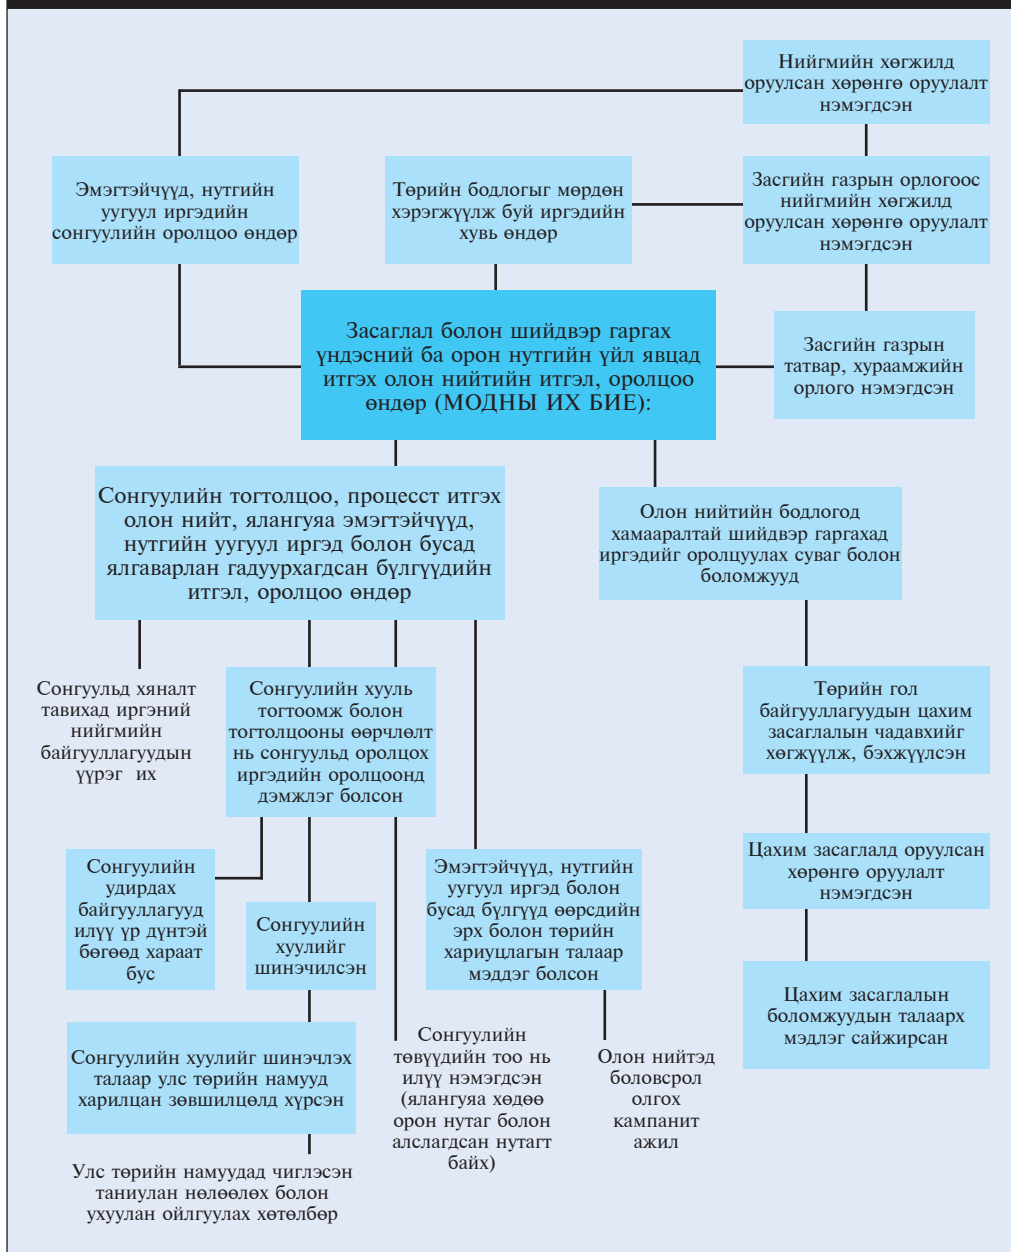 Нийгмийн хөгжилд
оруулсан хөрөнгө оруулалт
нэмэгдсэн
Эмэгтэйчүүд, нутгийн
уугуул иргэдийн
сонгуулийн оролцоо өндөр
Төрийн бодлогыг мөрдөн
хэрэгжүүлж буй иргэдийн
хувь өндөр
Засгийн газрын орлогоос
нийгмийн хөгжилд
оруулсан хөрөнгө оруулалт
нэмэгдсэн
Засаглал болон шийдвэр гаргах
үндэсний ба орон нутгийн үйл явцад
итгэх олон нийтийн итгэл, оролцоо
өндөр (МОДНЫ ИХ БИЕ):
Засгийн газрын
татвар, хураамжийн
орлого нэмэгдсэн
Сонгуулийн тогтолцоо, процесст итгэх
олон нийт, ялангуяа эмэгтэйчүүд,
нутгийн уугуул иргэд болон бусад
ялгаварлан гадуурхагдсан бүлгүүдийн
итгэл, оролцоо өндөр
Олон нийтийн бодлогод
хамааралтай шийдвэр гаргахад
иргэдийг оролцуулах суваг болон
боломжууд
Сонгуульд хяналт
тавихад иргэний
нийгмийн
байгууллагуудын
үүрэг их
Сонгуулийн хууль
тогтоомж болон
тогтолцооны өөрчлөлт
нь сонгуульд оролцох
иргэдийн оролцоонд
дэмжлэг болсон
Төрийн гол
байгууллагуудын цахим
засаглалын чадавхийг
хөгжүүлж, бэхжүүлсэн
Сонгуулийн
удирдах
байгууллагууд
илүү үр дүнтэй
бөгөөд хараат
бус
Сонгуулийн
хуулийг
шинэчилсэн
Эмэгтэйчүүд, нутгийн
уугуул иргэд болон
бусад бүлгүүд өөрсдийн
эрх болон төрийн
хариуцлагын талаар
мэддэг болсон
Цахим засаглалд оруулсан
хөрөнгө оруулалт
нэмэгдсэн
Цахим засаглалын
боломжуудын талаарх
мэдлэг сайжирсан
Сонгуулийн хуулийг шинэчлэх
талаар улс төрийн намууд
харилцан зөвшилцөлд хүрсэн
Сонгуулийн
төвүүдийн тоо нь
илүү нэмэгдсэн
(ялангуяа хөдөө
орон нутаг болон
алслагдсан нутагт
байх)
Олон нийтэд
боловсрол
олгох
кампанит
ажил
Улс төрийн намуудад чиглэсэн
таниулан нөлөөлөх болон
ухуулан ойлгуулах хөтөлбөр